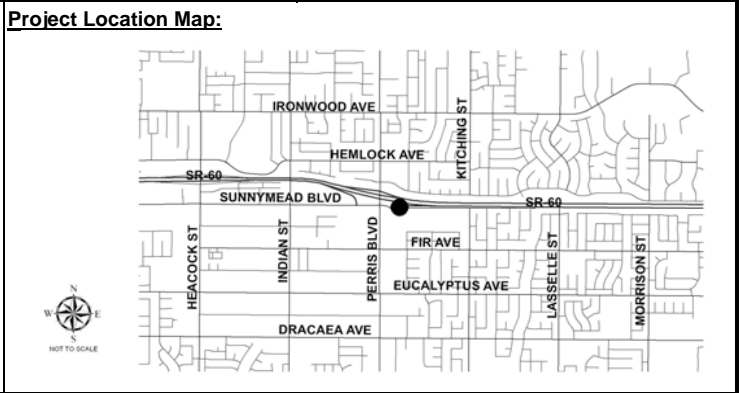 Project Location Map:
IRONWOOD AVE
KITCHING ST
HEMLOCK AVE
SR-60
SUNNYMEAD BLVD
SR-60
HEACOCK ST
INDIAN ST
PERRIS BLVD
FIR AVE
LASSELLE ST
MORRISON ST
EUCALYPTUS AVE
DRACAEA AVE
N
W E
S
NOT TO SCALE